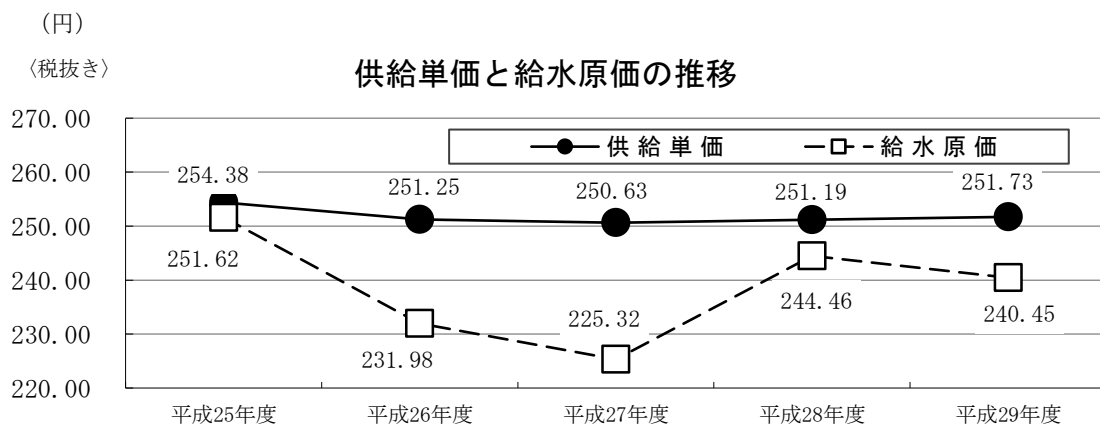 （円）
〈税抜き〉
供給単価と給水原価の推移
270.00
260.00
250.00
240.00
230.00
220.00
供給単価 給水原価
254.38 251.25 250.63 251.19 251.73
251.62 231.98 225.32 244.46 240.45
平成25年度 平成26年度 平成27年度 平成28年度 平成29年度